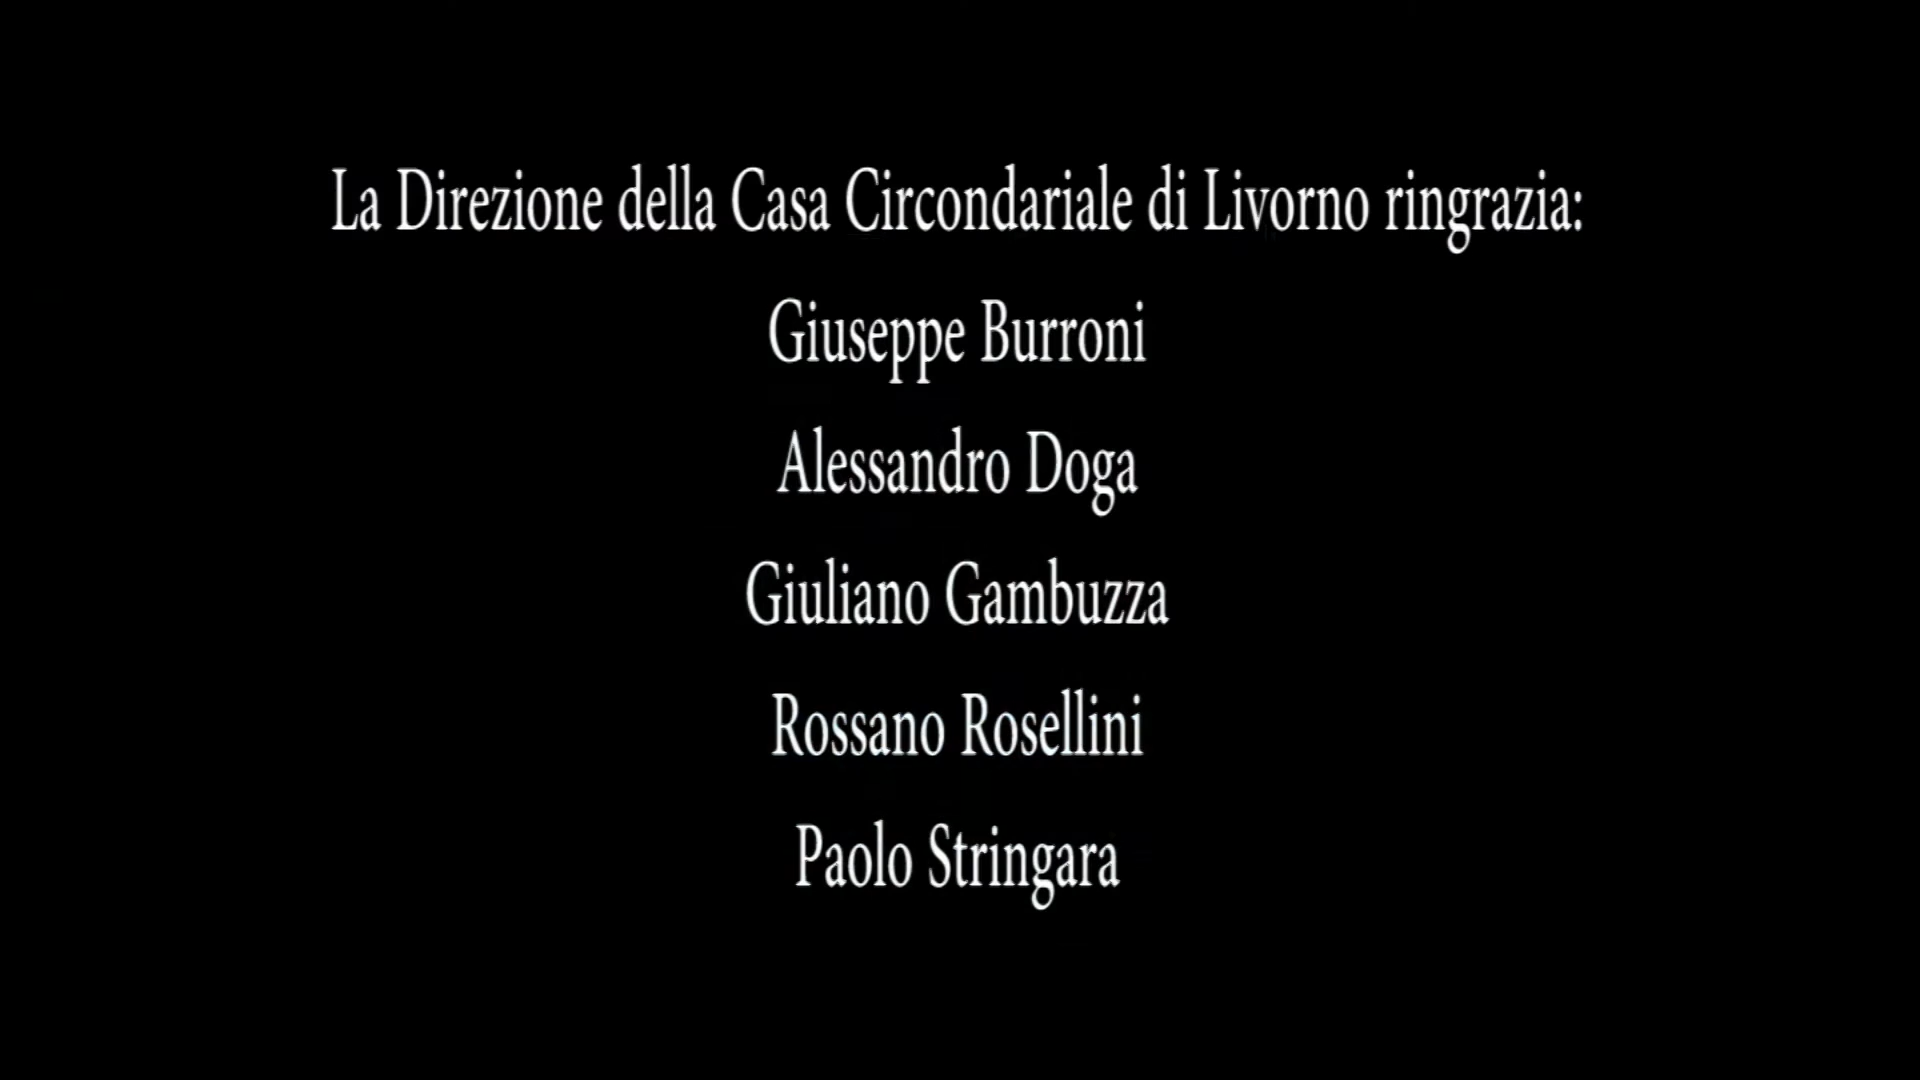 La Direzione della Casa Circondariale di Livorno ringrazia:
Giuseppe Burroni
Alessandro Doga
Giuliano Gambuzza
Rossano Rosellini
Paolo Stringara